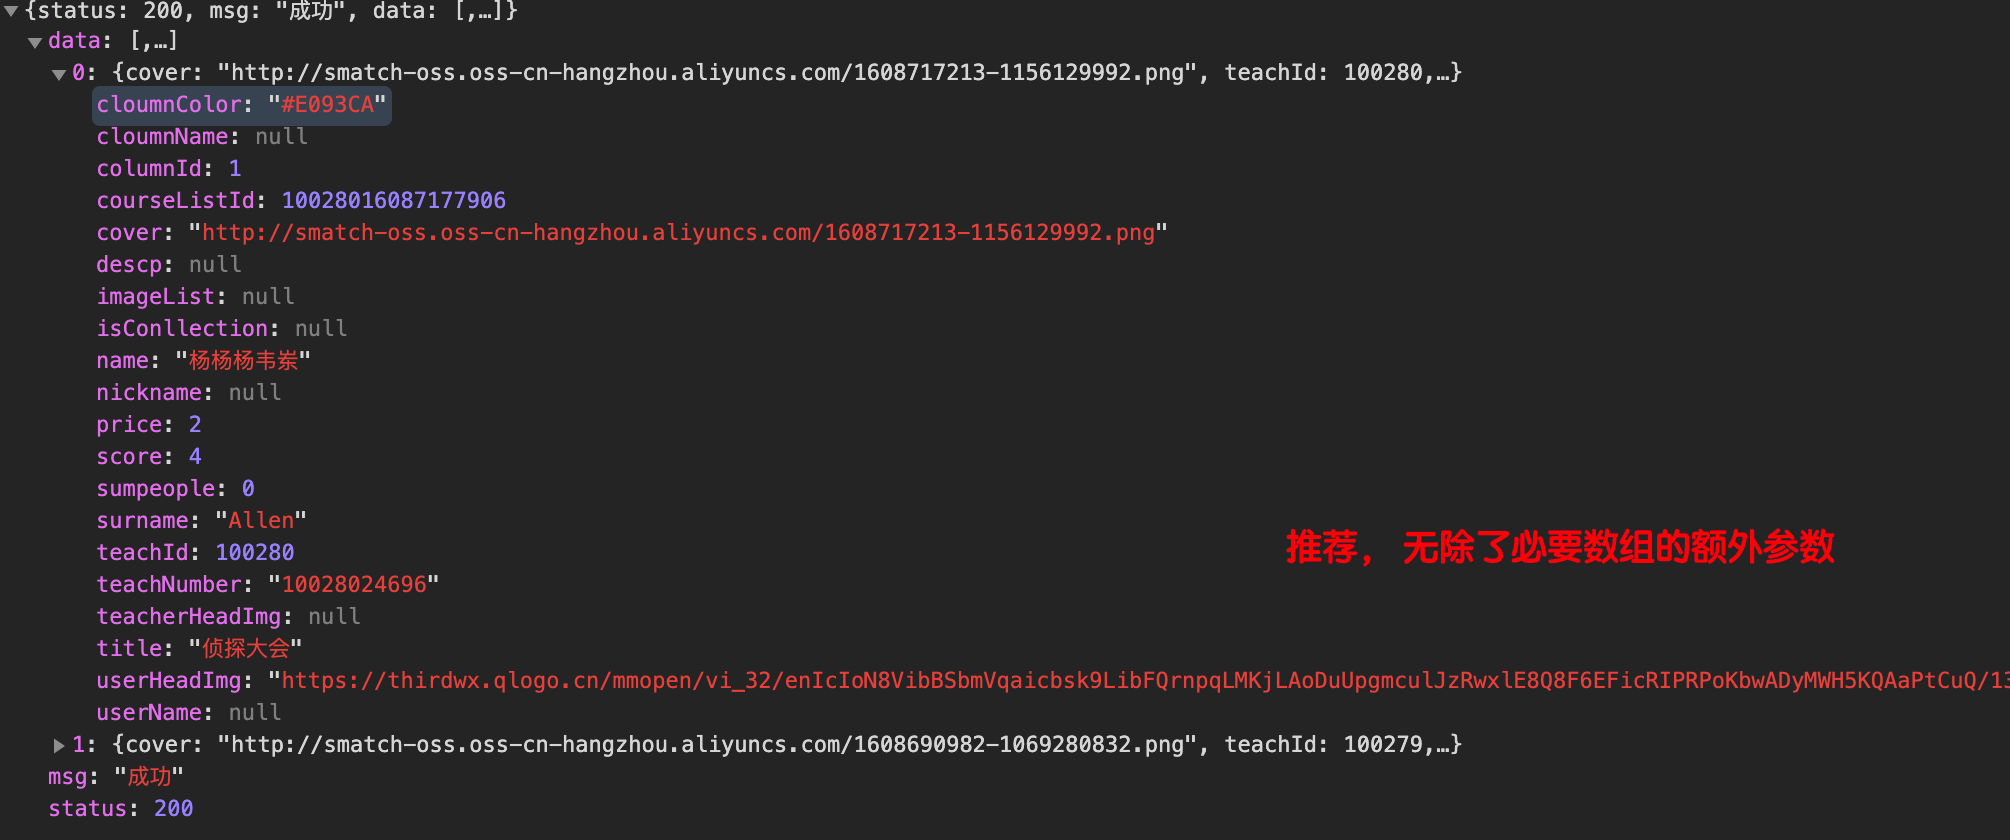 {status: 200, msg: "成功", data: [,…]}
data: [,…]
0: {cover: "http://smatch-oss.oss-cn-hangzhou.aliyuncs.com/1608717213-1156129992.png", teachId: 100280,…}
cloumnColor: "#E093CA"
cloumnName: null
columnId: 1
courseListId: 10028016087177906
cover: "http://smatch-oss.oss-cn-hangzhou.aliyuncs.com/1608717213-1156129992.png"
descp: null
imageList: null
isConllection: null
name: "杨杨杨韦岽"
nickname: null
price: 2
score: 4
sumpeople: 0
surname: "Allen"
推荐， 无除了必要数组的额外参数
teachId: 100280
teachNumber: "10028024696"
teacherHeadImg: null
title: "侦探大会"
userHeadImg: "https://thirdwx.qlogo.cn/mmopen/vi_32/enIcIoN8VibBSbmVqaicbsk9LibFQrnpqLMKjLAoDuUpgmculJzRwxlE8Q8F6EFicRIPRPoKbwADyMWH5KQAaPtCuQ/13
userName: null
1: {cover: "http://smatch-oss.oss-cn-hangzhou.aliyuncs.com/1608690982-1069280832.png", teachId: 100279,…}
msg: "成功"
status: 200